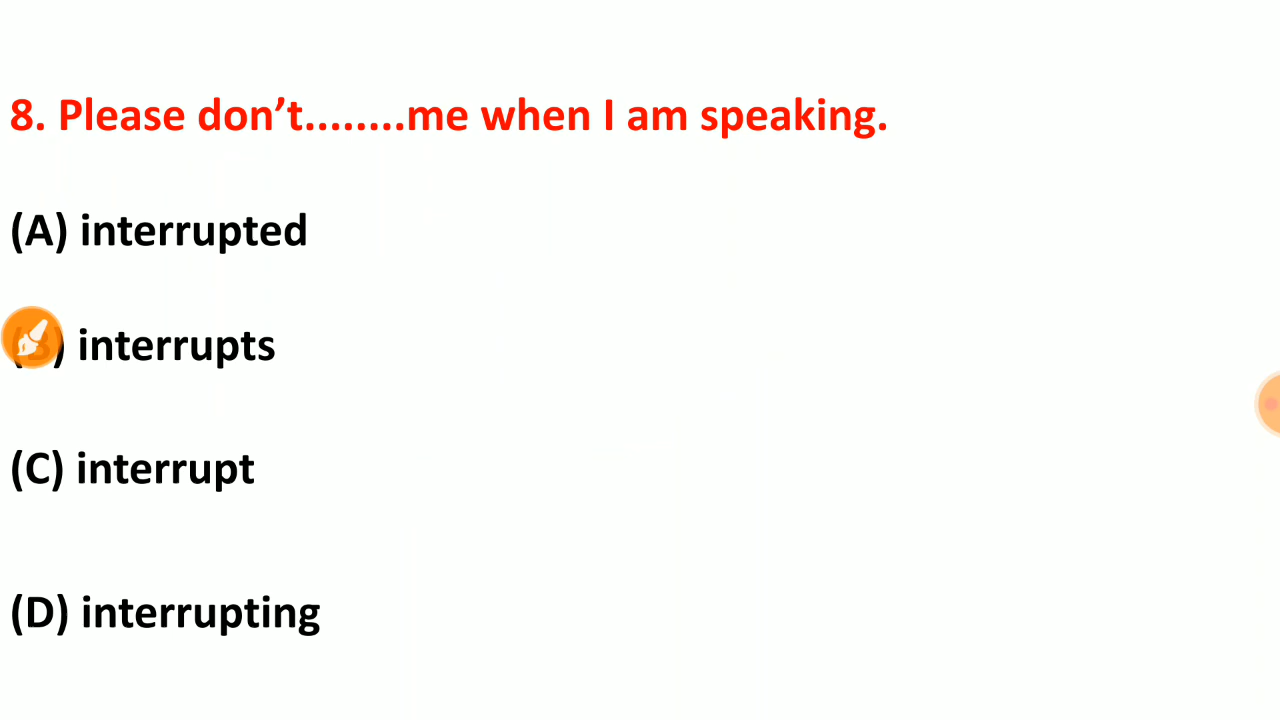 8. Please don’t........me when I am speaking.
(A) interrupted
(B) interrupts
(C) interrupt
(D) interrupting